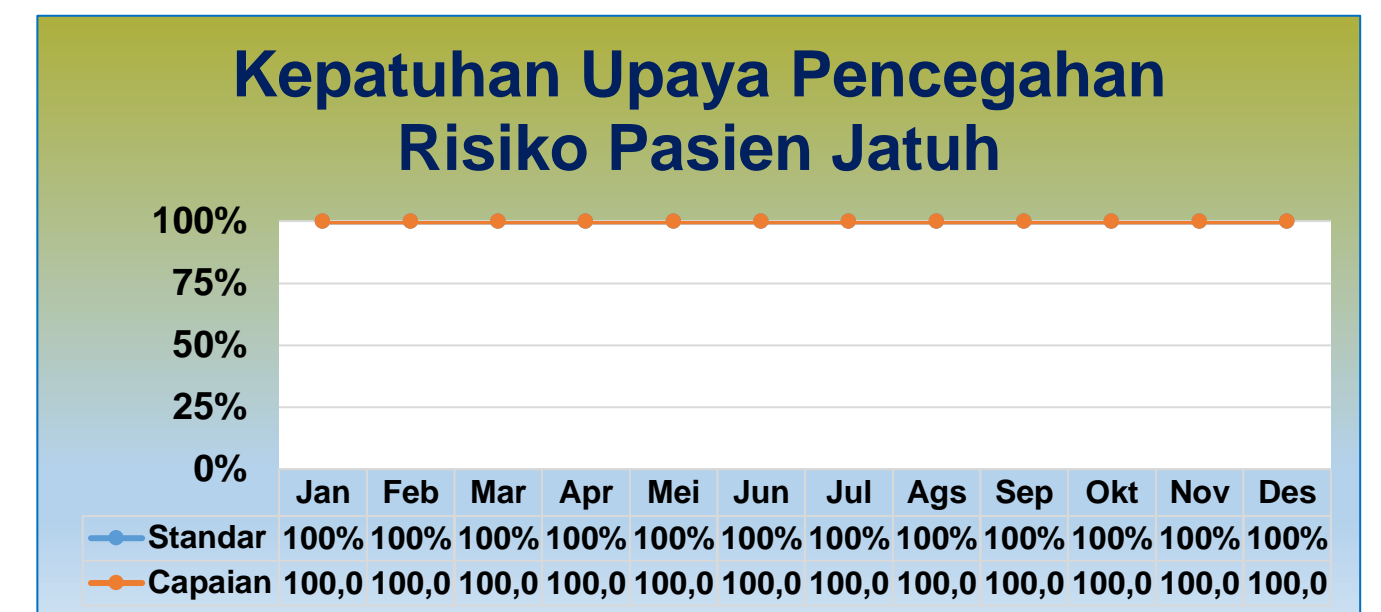 Kepatuhan Upaya Pencegahan
Risiko Pasien Jatuh
100%
75%
50%
25%
0%
Jan Feb Mar Apr Mei Jun Jul Ags Sep Okt Nov Des
Standar 100% 100% 100% 100% 100% 100% 100% 100% 100% 100% 100% 100%
Capaian 100,0 100,0 100,0 100,0 100,0 100,0 100,0 100,0 100,0 100,0 100,0 100,0